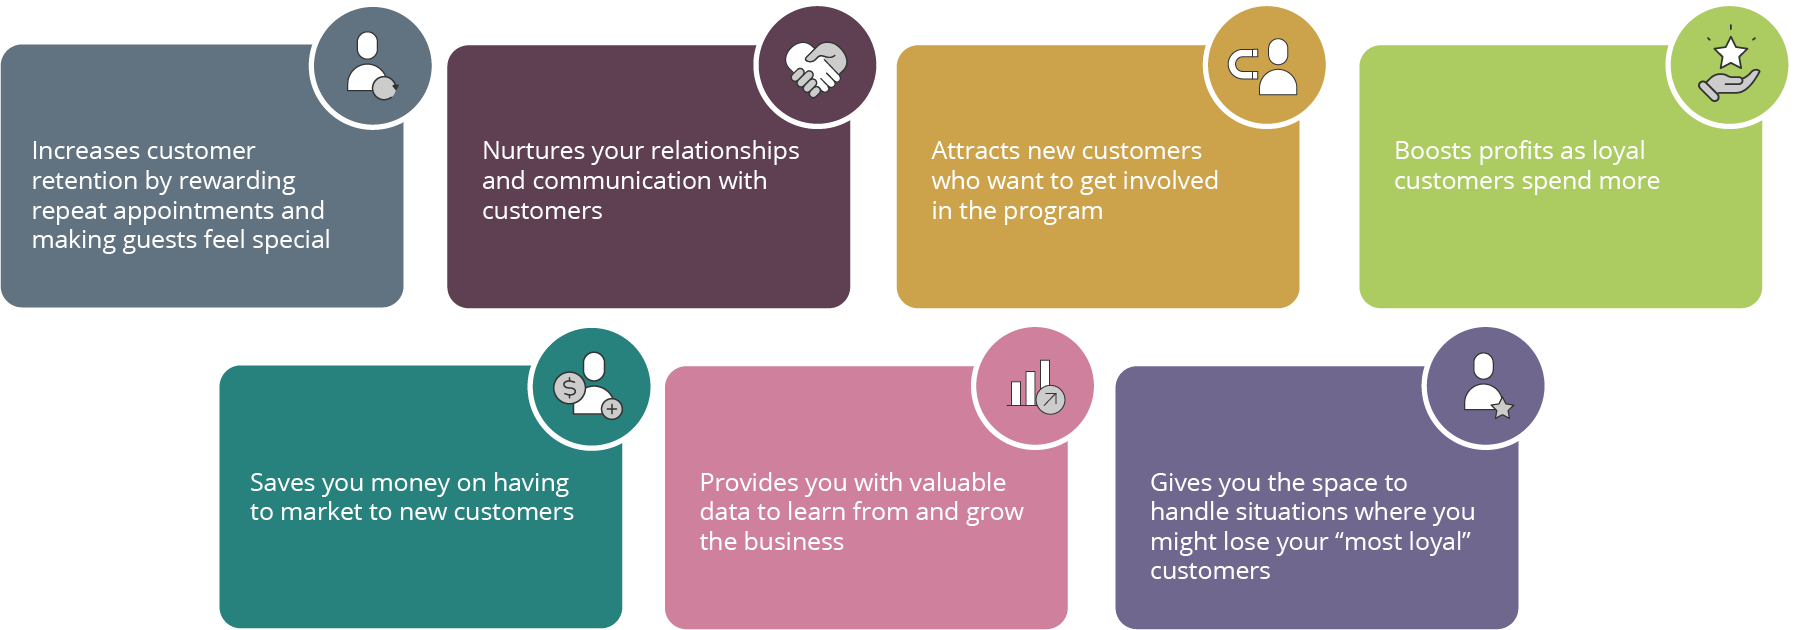 Increases customer
retention by rewarding
repeat appointments and
making guests feel special
Nurtures your relationships
and communication with
customers
Attracts new customers
who want to get involved
in the program
Boosts profits as loyal
customers spend more
$
Saves you money on having
to market to new customers
Provides you with valuable
data to learn from and grow
the business
Gives you the space to
handle situations where you
might lose your “most loyal”
customers